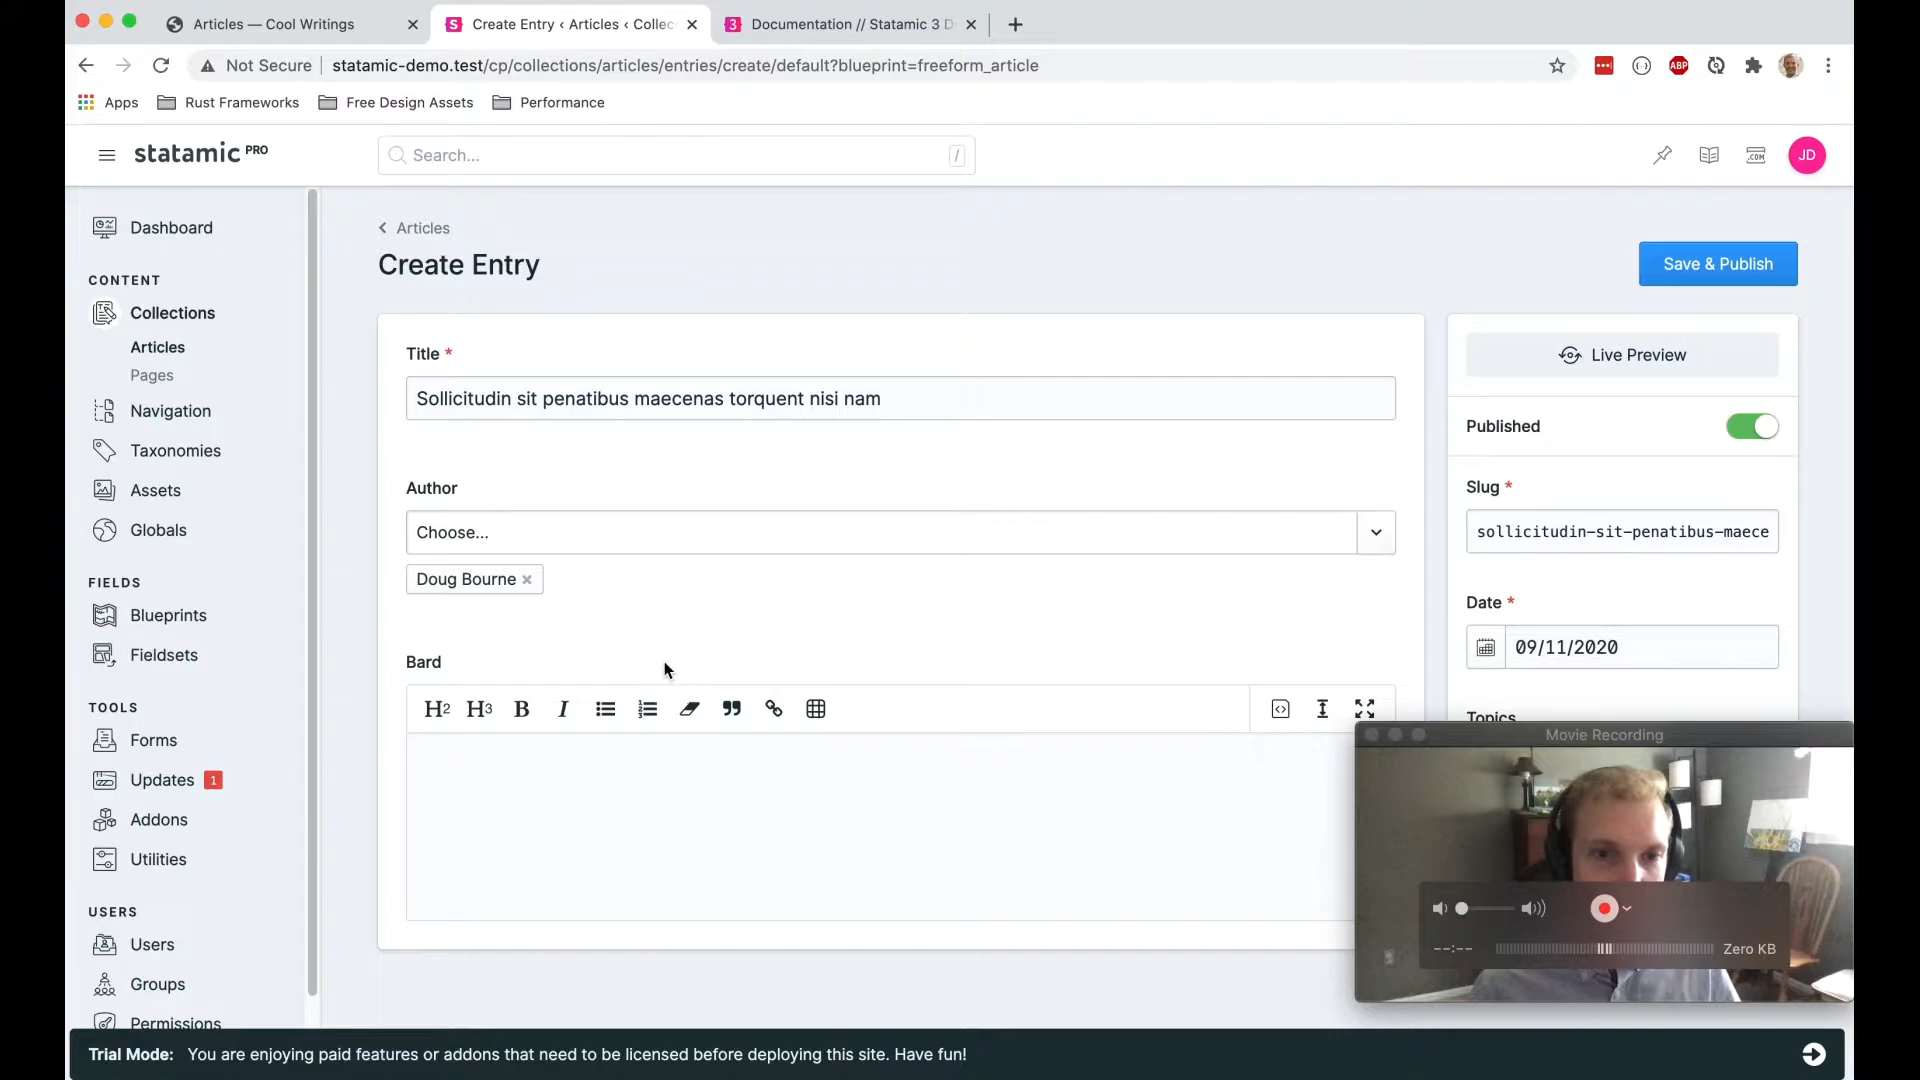 Articles — Cool Writings
Create Entry ‹ Articles ‹ Collec
Documentation // Statamic 3 D
Not Secure
statamic-demo.test/cp/collections/articles/entries/create/default?blueprint=freeform_article
ABP
Apps
Rust Frameworks
Free Design Assets
Performance
statamic PRO
Search...
/
.COM
JD
Dashboard
CONTENT
Collections
Articles
Pages
Navigation
Taxonomies
Assets
Globals
FIELDS
Blueprints
Fieldsets
TOOLS
Forms
Updates 1
Addons
Utilities
USERS
Users
Groups
Permissions
Articles
Create Entry
Save & Publish
Title *
Sollicitudin sit penatibus maecenas torquent nisi nam
Author
Choose...
Doug Bourne ×
Bard
H2 H3 B I
Live Preview
Published
Slug *
sollicitudin-sit-penatibus-maece
Date *
09/11/2020
Topics
Movie Recording
--:--
Zero KB
Trial Mode: You are enjoying paid features or addons that need to be licensed before deploying this site. Have fun!